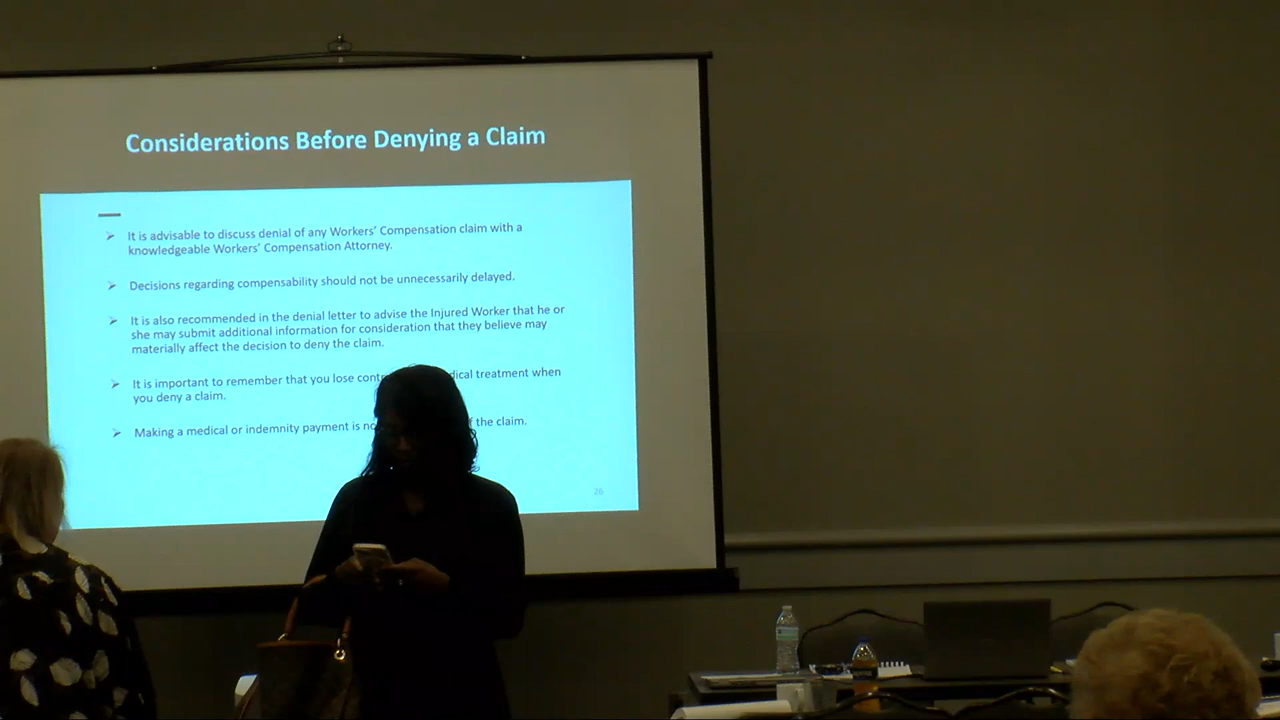 Considerations Before Denying a Claim
It is advisable to discuss denial of any Workers' Compensation claim with a
knowledgeable Workers' Compensation Attorney.
Decisions regarding compensability should not be unnecessarily delayed.
It is also recommended in the denial letter to advise the Injured Worker that he or
she may submit additional information for consideration that they believe may
materially affect the decision to deny the claim.
It is important to remember that you lose treatment when
you deny a claim.
Making a medical or indemnity payment is the claim.
26